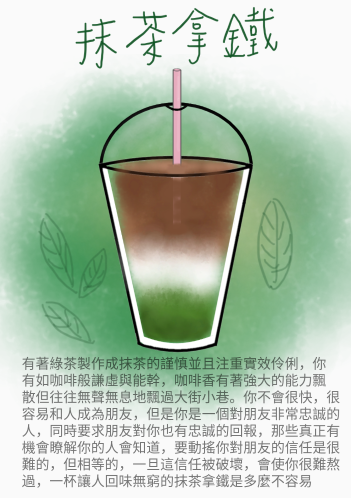 抹茶拿鐵
有著綠茶製作成抹茶的謹慎並且注重實效伶俐，你
有如咖啡般謙虛與能幹，咖啡香有著強大的能力飄
散但往往無聲無息地飄過大街小巷。你不會很快，很
容易和人成為朋友，但是你是一個對朋友非常忠誠的
人，同時要求朋友對你也有忠誠的回報，那些真正有
機會瞭解你的人會知道，要動搖你對朋友的信任是很
難的，但相等的，一旦這信任被破壞，會使你很難熬
過，一杯讓人回味無窮的抹茶拿鐵是多麼不容易